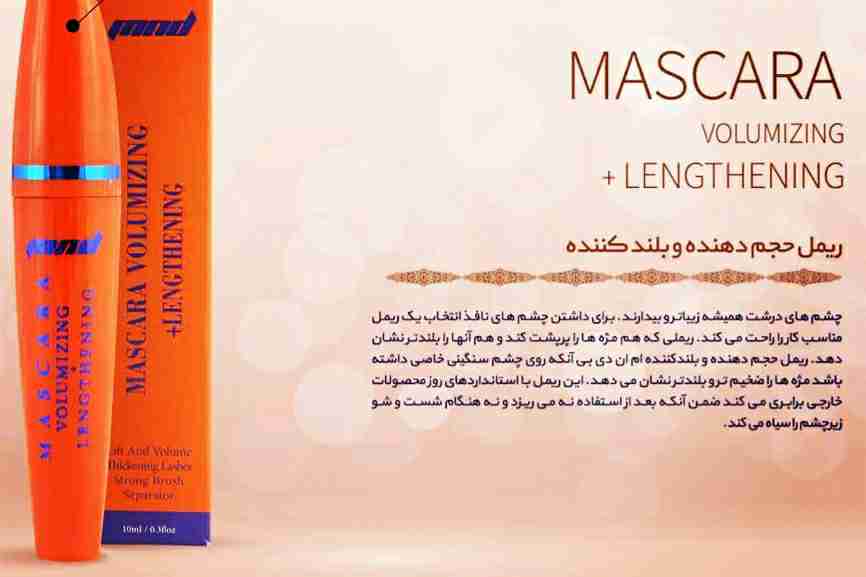 mnd
MASCARA VOLUMIZING
+LENGTHENING
Lift And Volume
Thickening Lashes
Strong Brush
Separator
10ml / 0.3floz
mnd
MASCARA
VOLUMIZING
+
LENGTHENING
MASCARA
VOLUMIZING
+ LENGTHENING
ریمل حجم دهنده و بلند کننده
چشم های درشت همیشه زیباتر و بیدارند. برای داشتن چشم های نافذ انتخاب یک ریمل
مناسب کار را راحت می کند. ریملی که هم مژه ها را پرپشت کند و هم آنها را بلندتر نشان
دهد. ریمل حجم دهنده و بلندکننده ام ان دی بی آنکه روی چشم سنگینی خاصی داشته
باشد مژه ها را ضخیم تر و بلندتر نشان می دهد. این ریمل با استانداردهای روز محصولات
خارجی برابری می کند ضمن آنکه بعد از استفاده نه می ریزد و نه هنگام شست و شو
زیرچشم را سیاه می کند.